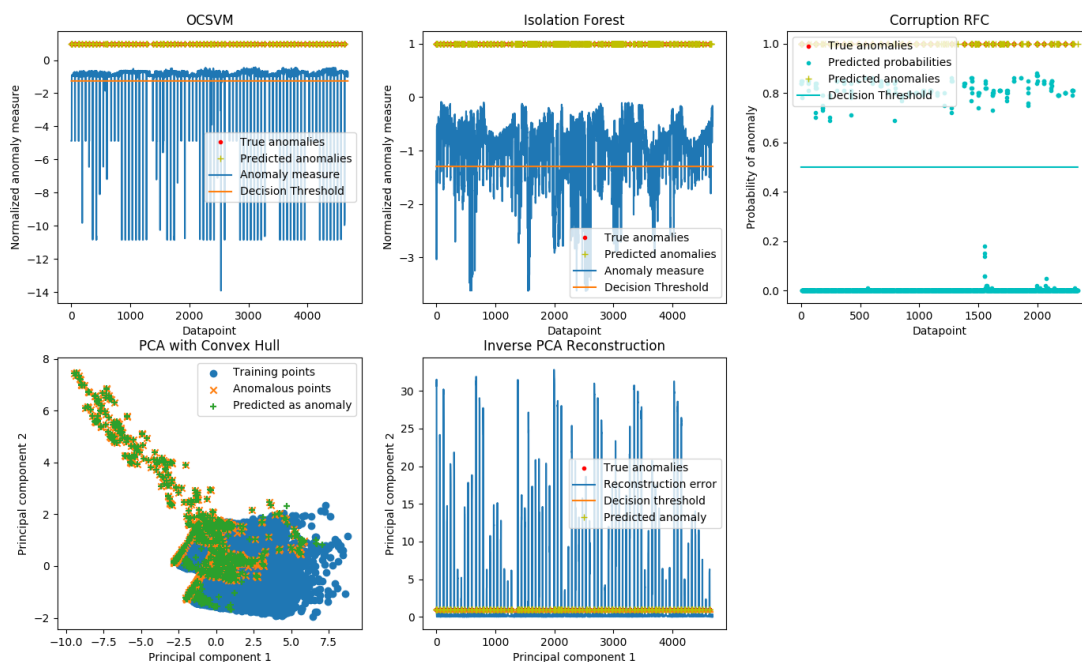 OCSVM
Normalized anomaly measure
0
−2
−4
−6
−8
−10
−12
−14
0
1000
2000
3000
4000
Datapoint
True anomalies
Predicted anomalies
Anomaly measure
Decision Threshold
Isolation Forest
Normalized anomaly measure
1
0
−1
−2
−3
0
1000
2000
3000
4000
Datapoint
True anomalies
Predicted anomalies
Anomaly measure
Decision Threshold
Corruption RFC
Probability of anomaly
1.0
0.8
0.6
0.4
0.2
0.0
0
500
1000
1500
2000
Datapoint
True anomalies
Predicted probabilities
Predicted anomalies
Decision Threshold
PCA with Convex Hull
Principal component 2
8
6
4
2
0
−2
−10.0
−7.5
−5.0
−2.5
0.0
2.5
5.0
7.5
Principal component 1
Training points
Anomalous points
Predicted as anomaly
Inverse PCA Reconstruction
Principal component 2
30
25
20
15
10
5
0
0
1000
2000
3000
4000
Principal component 1
True anomalies
Reconstruction error
Decision threshold
Predicted anomaly